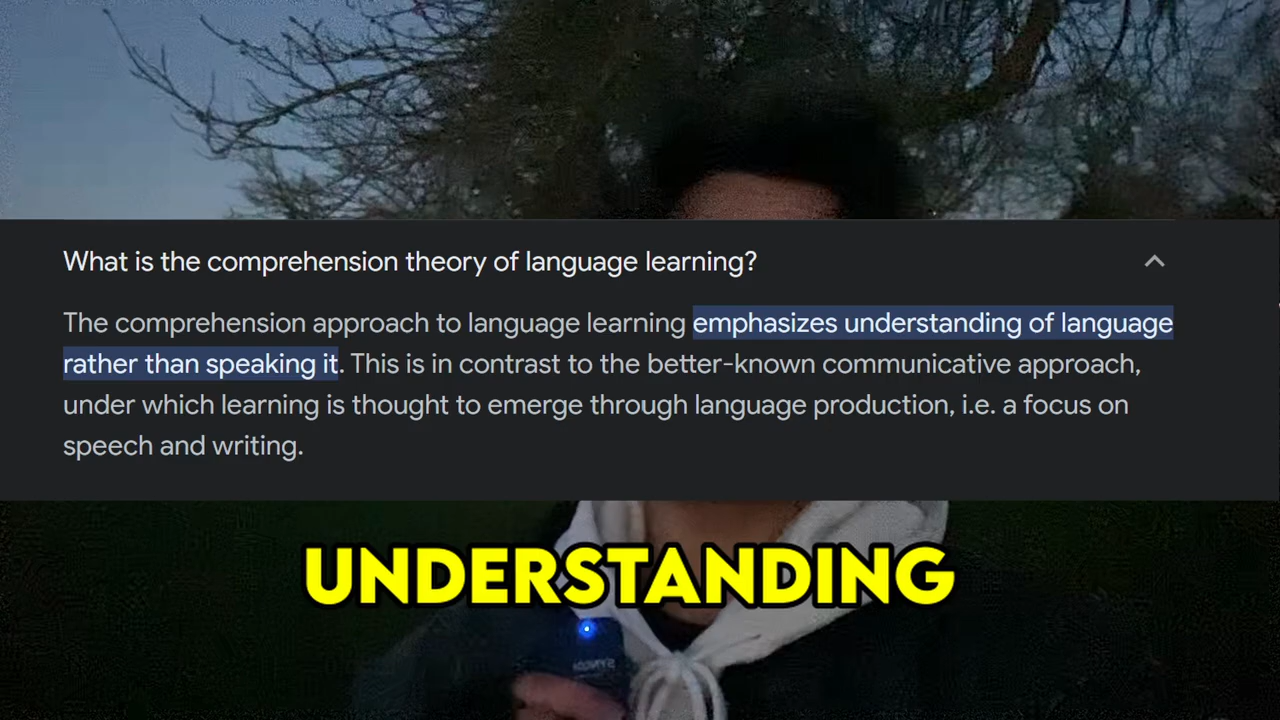 What is the comprehension theory of language learning?
The comprehension approach to language learning emphasizes understanding of language
rather than speaking it. This is in contrast to the better-known communicative approach,
under which learning is thought to emerge through language production, i.e. a focus on
speech and writing.
UNDERSTANDING